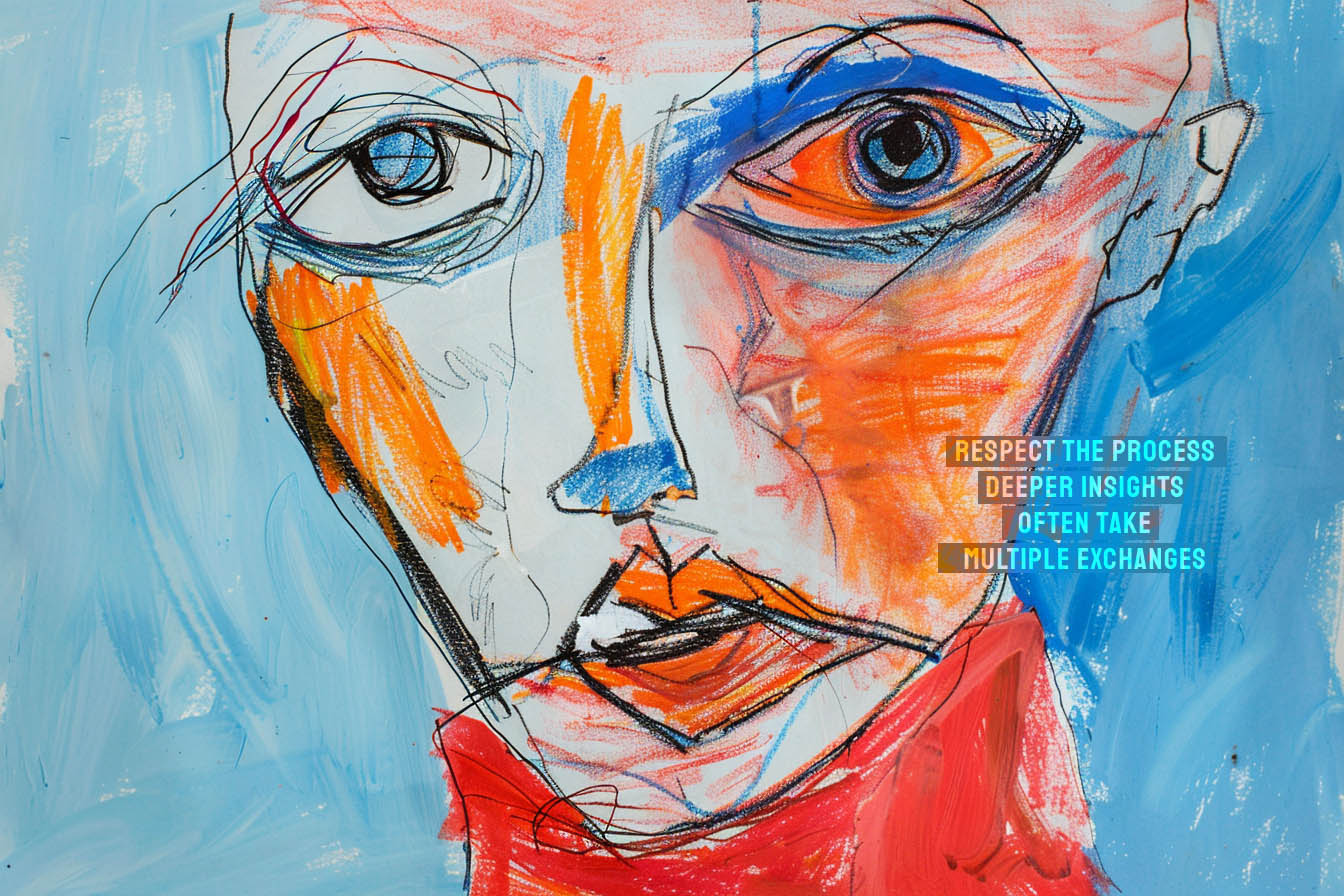 RESPECT THE PROCESS
DEEPER INSIGHTS
OFTEN TAKE
MULTIPLE EXCHANGES